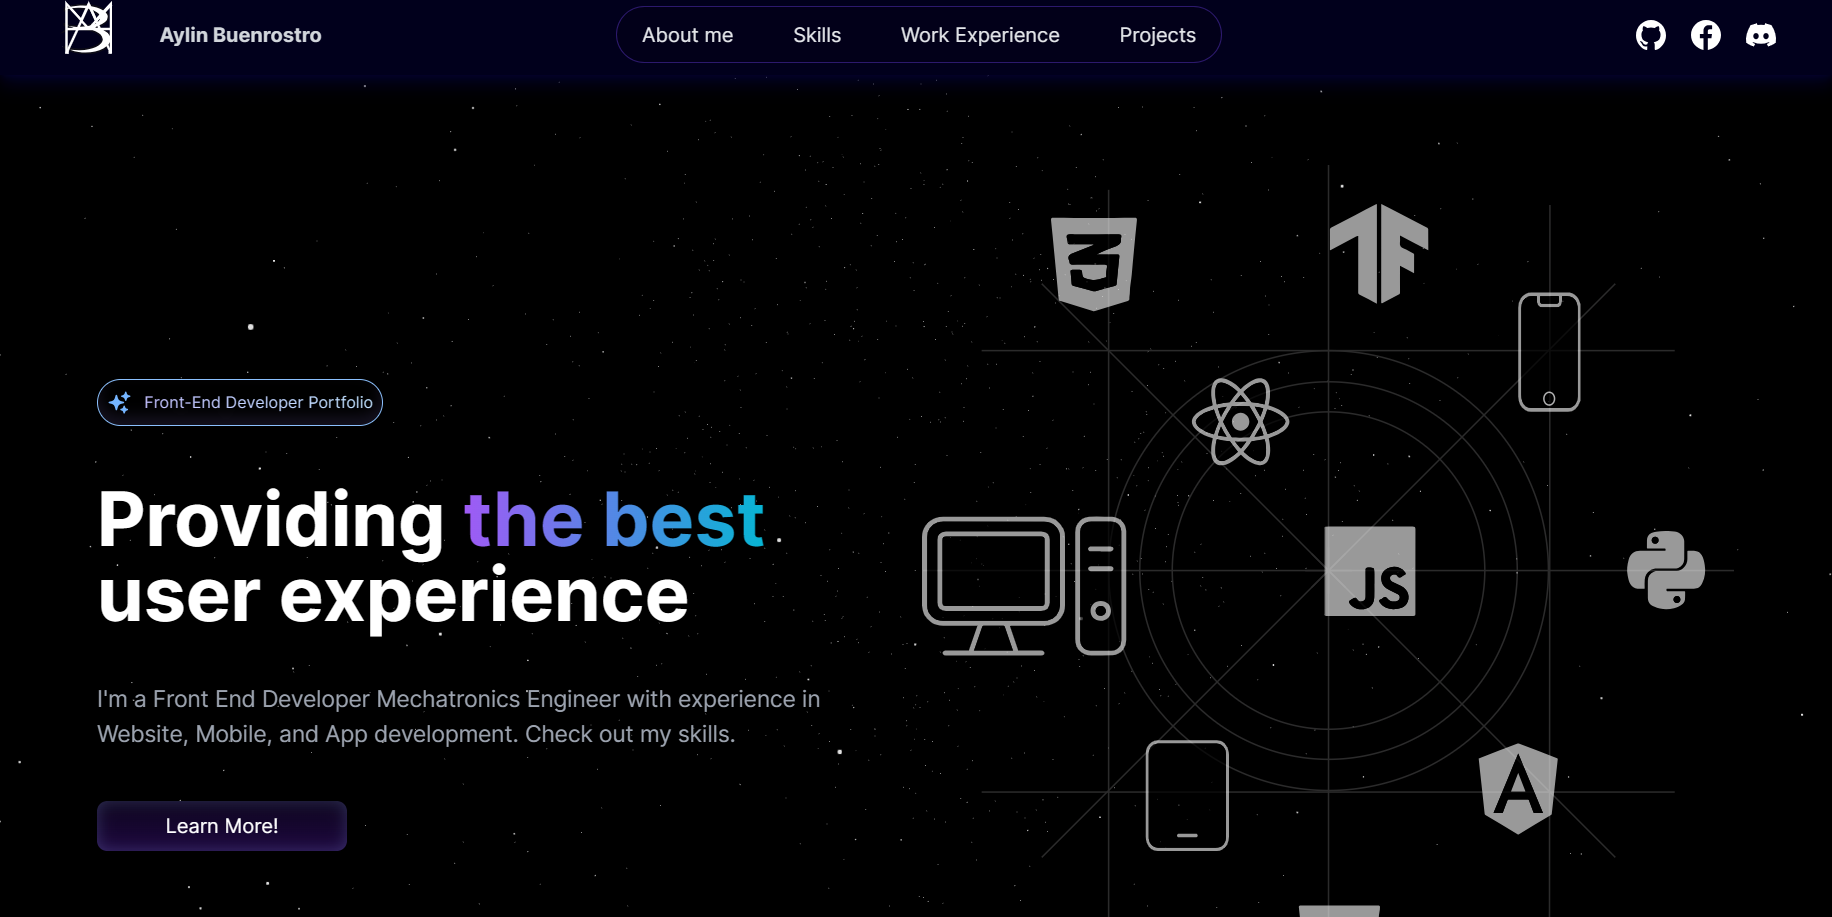 Aylin Buenrostro
About me
Skills
Work Experience
Projects
Front-End Developer Portfolio
Providing the best
user experience
I'm a Front End Developer Mechatronics Engineer with experience in
Website, Mobile, and App development. Check out my skills.
Learn More!
3
JS
A